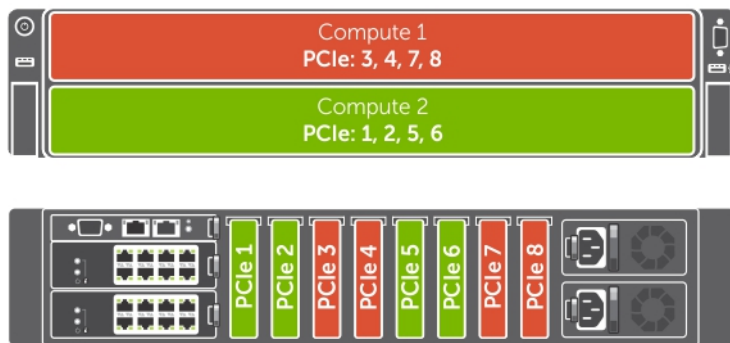 Compute 1
PCIe: 3, 4, 7, 8
Compute 2
PCIe: 1, 2, 5, 6
PCIe 1
PCIe 2
PCIe 3
PCIe 4
PCIe 5
PCIe 6
PCIe 7
PCIe 8